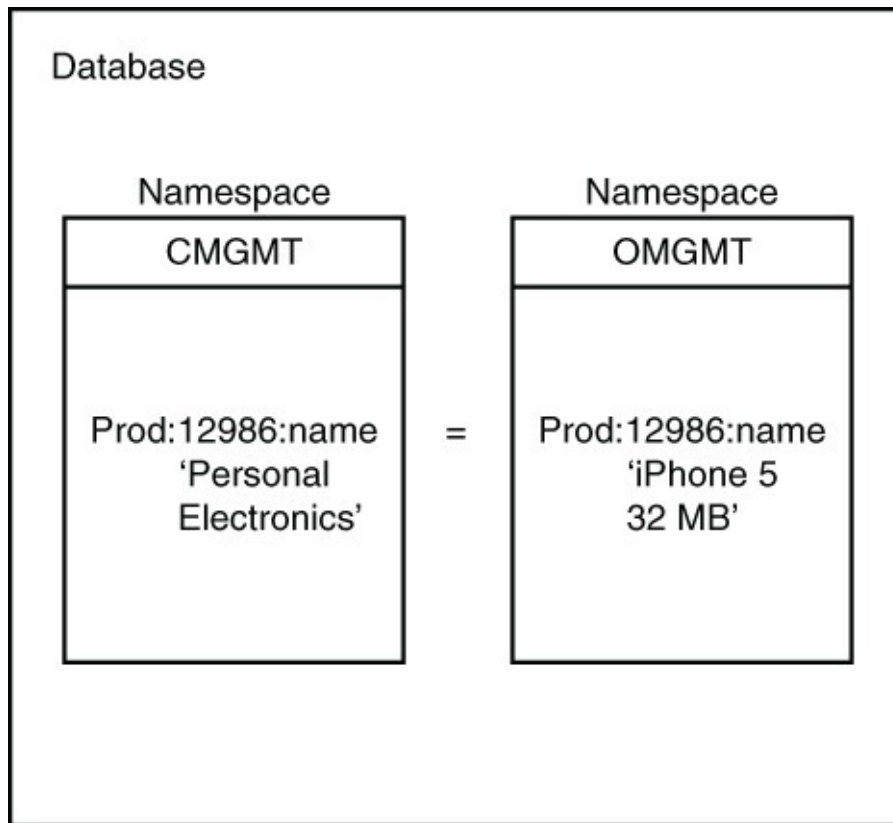 Database
Namespace
CMGMT
Prod:12986:name
‘Personal
Electronics’
=
Namespace
OMGMT
Prod:12986:name
‘iPhone 5
32 MB’